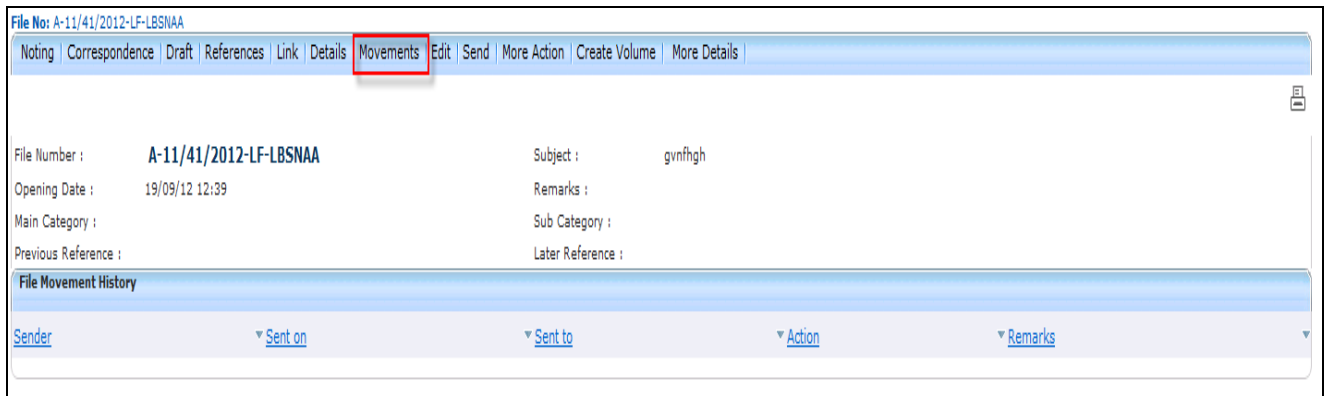 File No: A-11/41/2012-LF-LBSNAA
Noting | Correspondence | Draft | References | Link | Details | Movements | Edit | Send | More Action | Create Volume | More Details |
File Number : A-11/41/2012-LF-LBSNAA Subject : gvnfhgh
Opening Date : 19/09/12 12:39 Remarks :
Main Category : Sub Category :
Previous Reference : Later Reference :
File Movement History
Sender Sent on Sent to Action Remarks